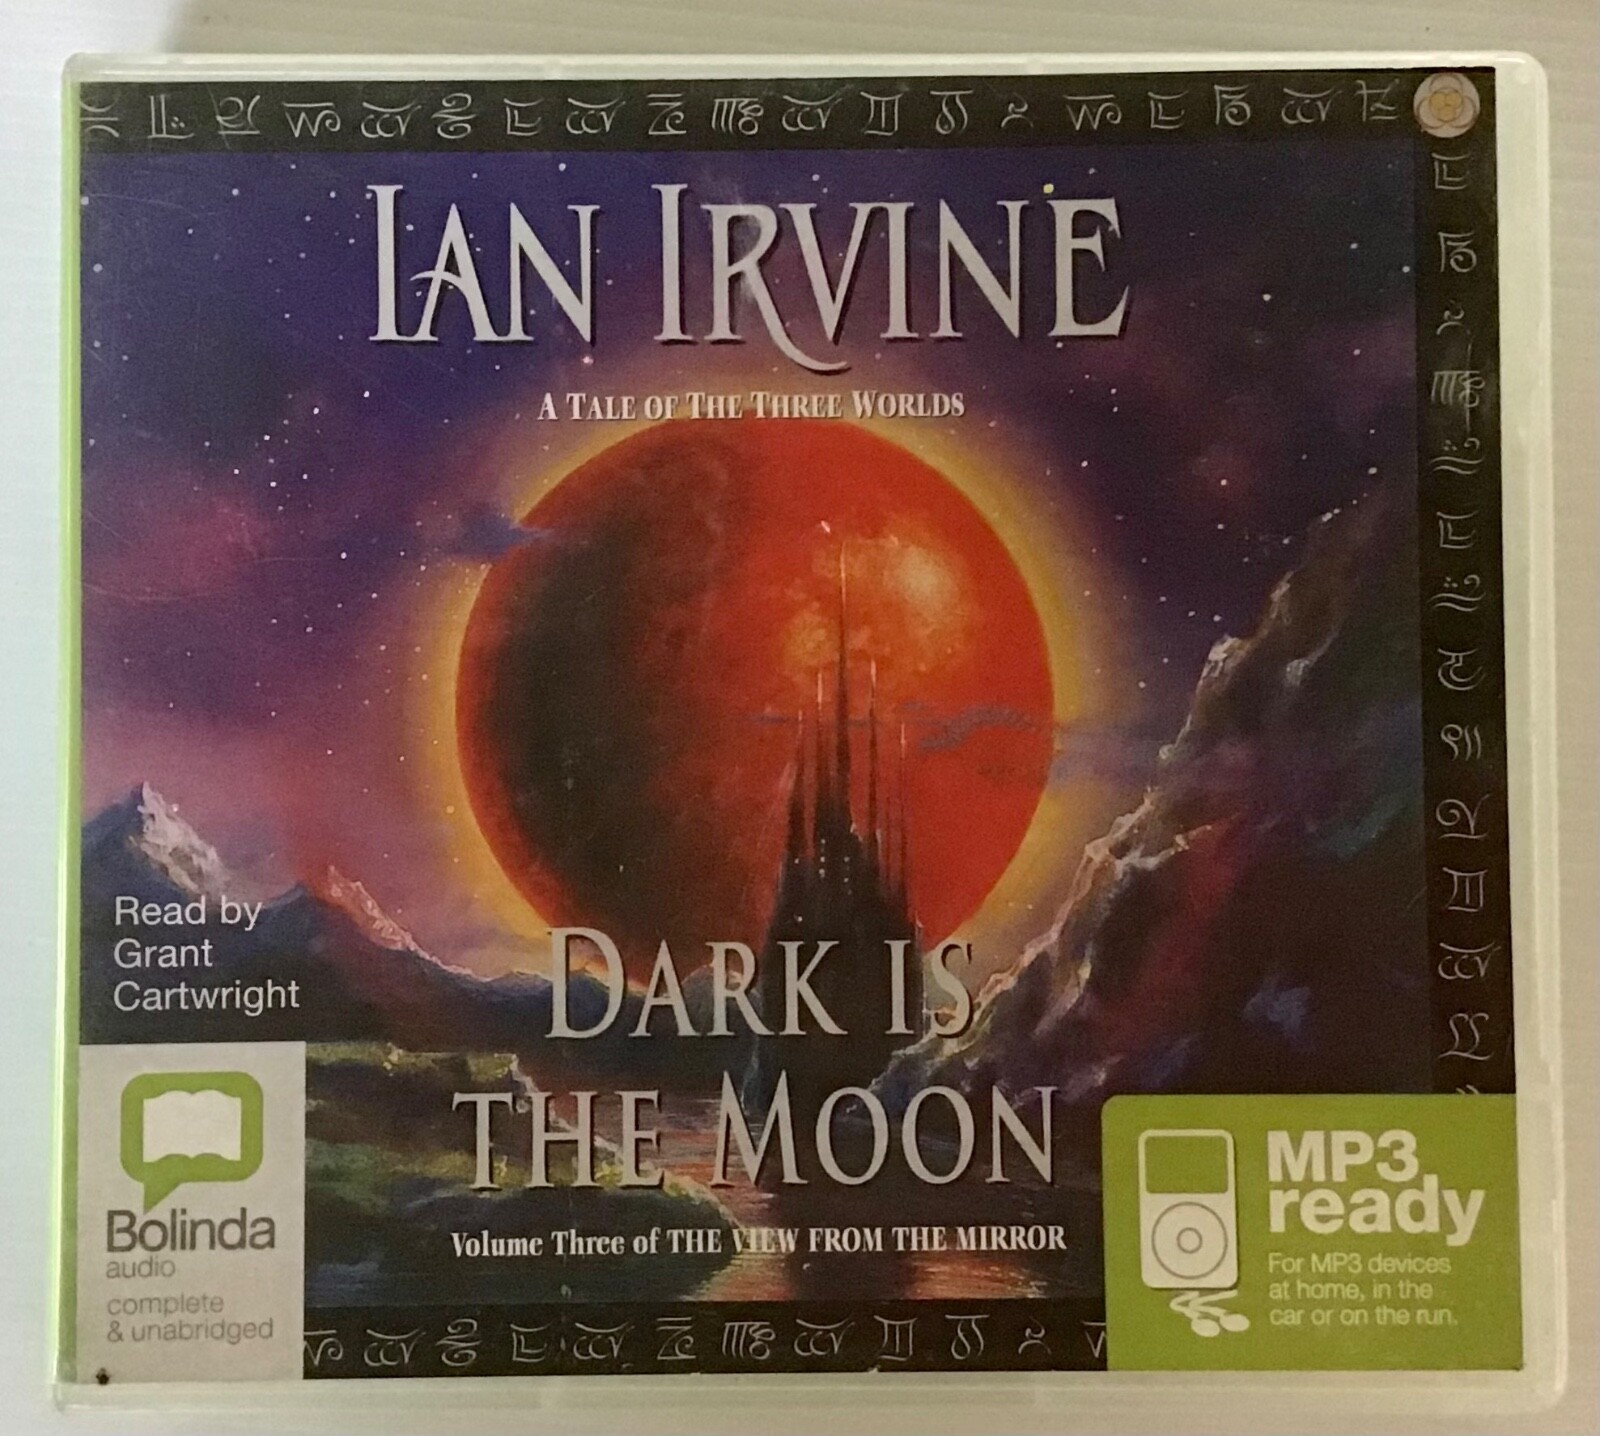 IAN IRVINE
A TALE OF THE THREE WORLDS
Read by
Grant
Cartwright
DARK IS
THE MOON
Volume Three of THE VIEW FROM THE MIRROR
Bolinda
audio
complete
& unabridged
MP3
ready
For MP3 devices
at home, in the
car or on the run.